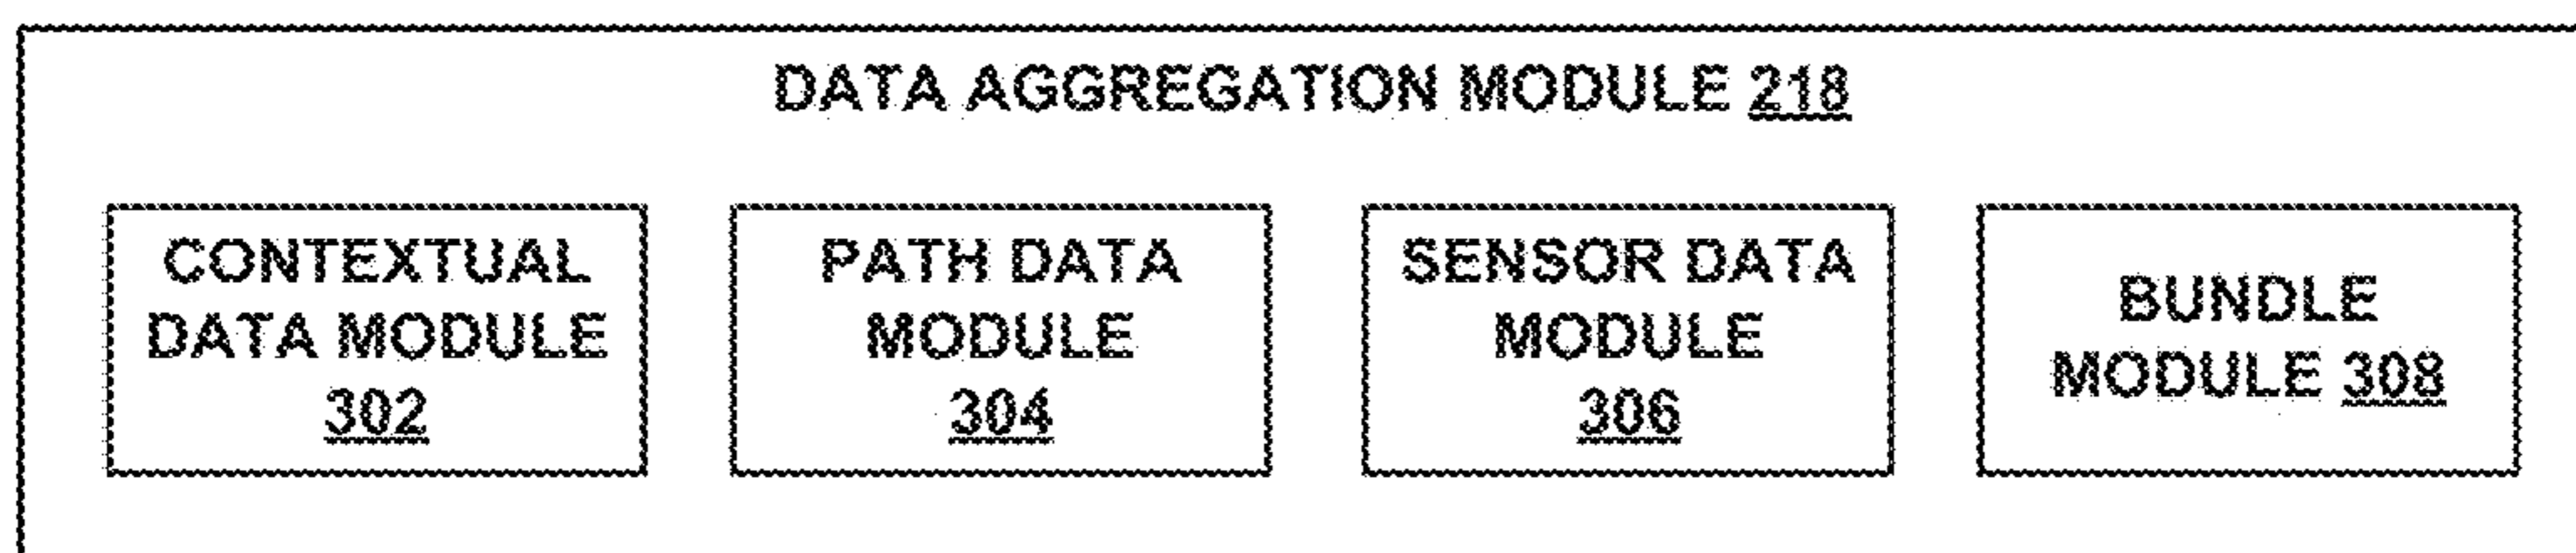 DATA AGGREGATION MODULE 218
CONTEXTUAL
DATA MODULE
302
PATH DATA
MODULE
304
SENSOR DATA
MODULE
306
BUNDLE
MODULE 308